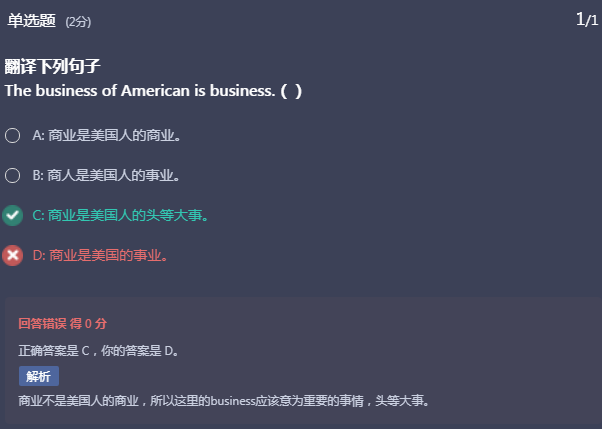 单选题 (2分) 1/1
翻译下列句子
The business of American is business. ( )
A: 商业是美国人的商业。
B: 商人是美国人的事业。
C: 商业是美国人的头等大事。
D: 商业是美国的事业。
回答错误 得 0 分
正确答案是 C，你的答案是 D。
解析
商业不是美国人的商业，所以这里的business应该意为重要的事情，头等大事。